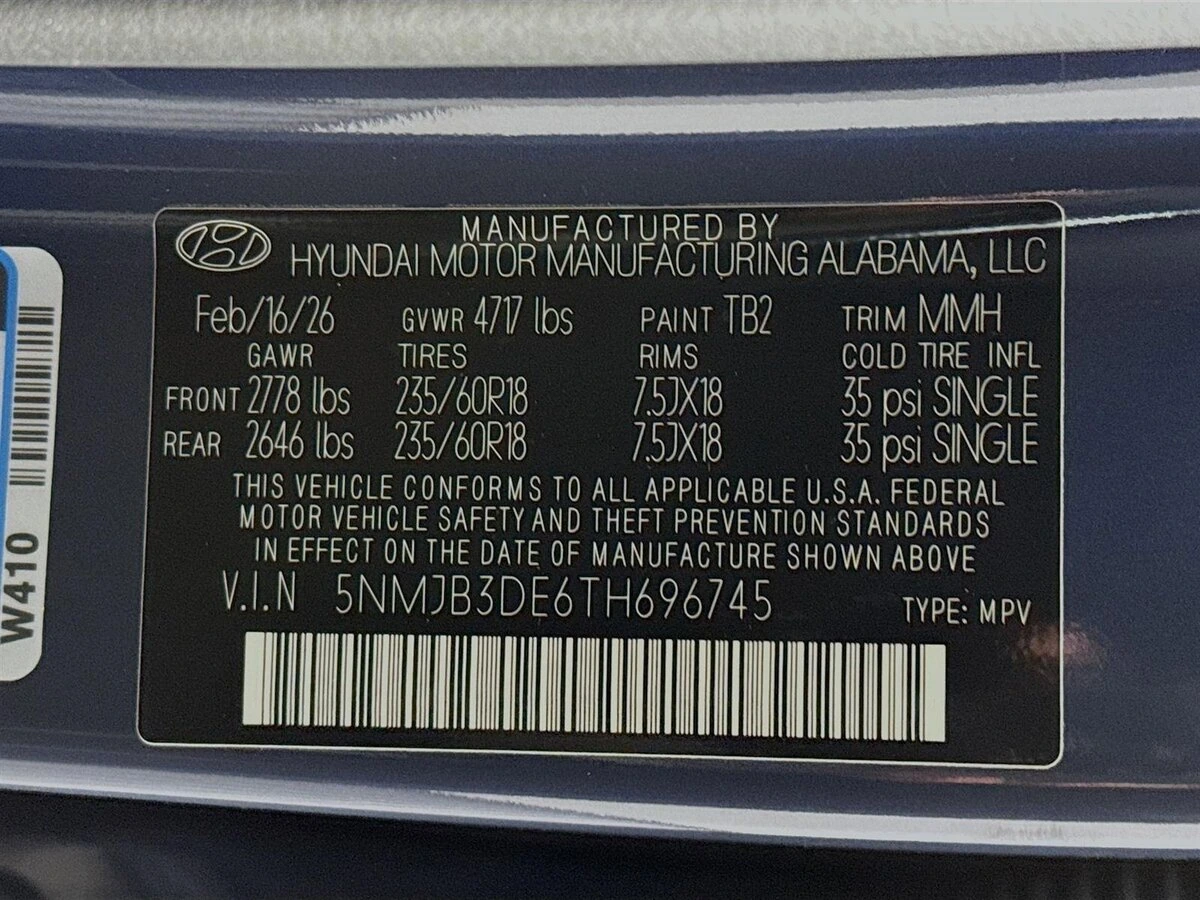 MANUFACTURED BY
HYUNDAI MOTOR MANUFACTURING ALABAMA, LLC
Feb/16/26 GVWR 4717 lbs PAINT TB2 TRIM MMH
GAWR TIRES RIMS COLD TIRE INFL
FRONT 2778 lbs 235/60R18 7.5JX18 35 psi SINGLE
REAR 2646 lbs 235/60R18 7.5JX18 35 psi SINGLE
THIS VEHICLE CONFORMS TO ALL APPLICABLE U.S.A. FEDERAL
MOTOR VEHICLE SAFETY AND THEFT PREVENTION STANDARDS
IN EFFECT ON THE DATE OF MANUFACTURE SHOWN ABOVE
V.I.N 5NMJB3DE6TH696745 TYPE: MPV
W410